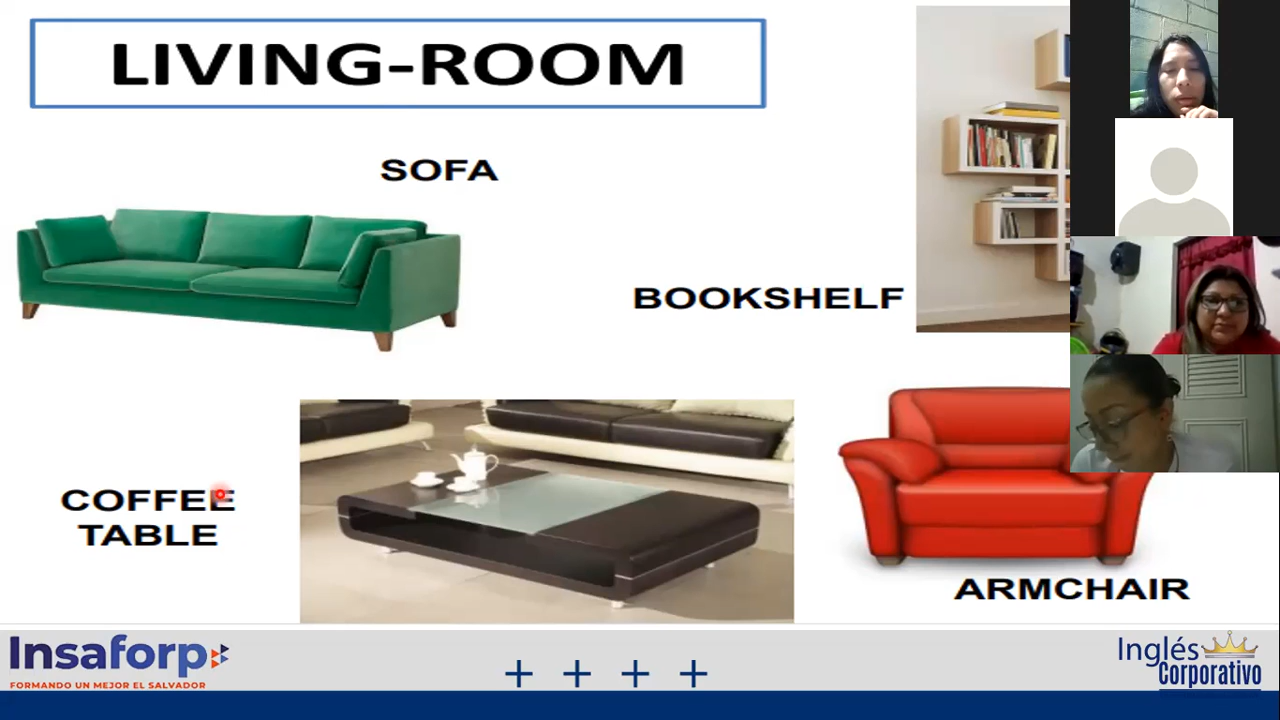 LIVING-ROOM
SOFA
BOOKSHELF
COFFEE
TABLE
ARMCHAIR
Insaforp
FORMANDO UN MEJOR EL SALVADOR
Inglés
Corporativo